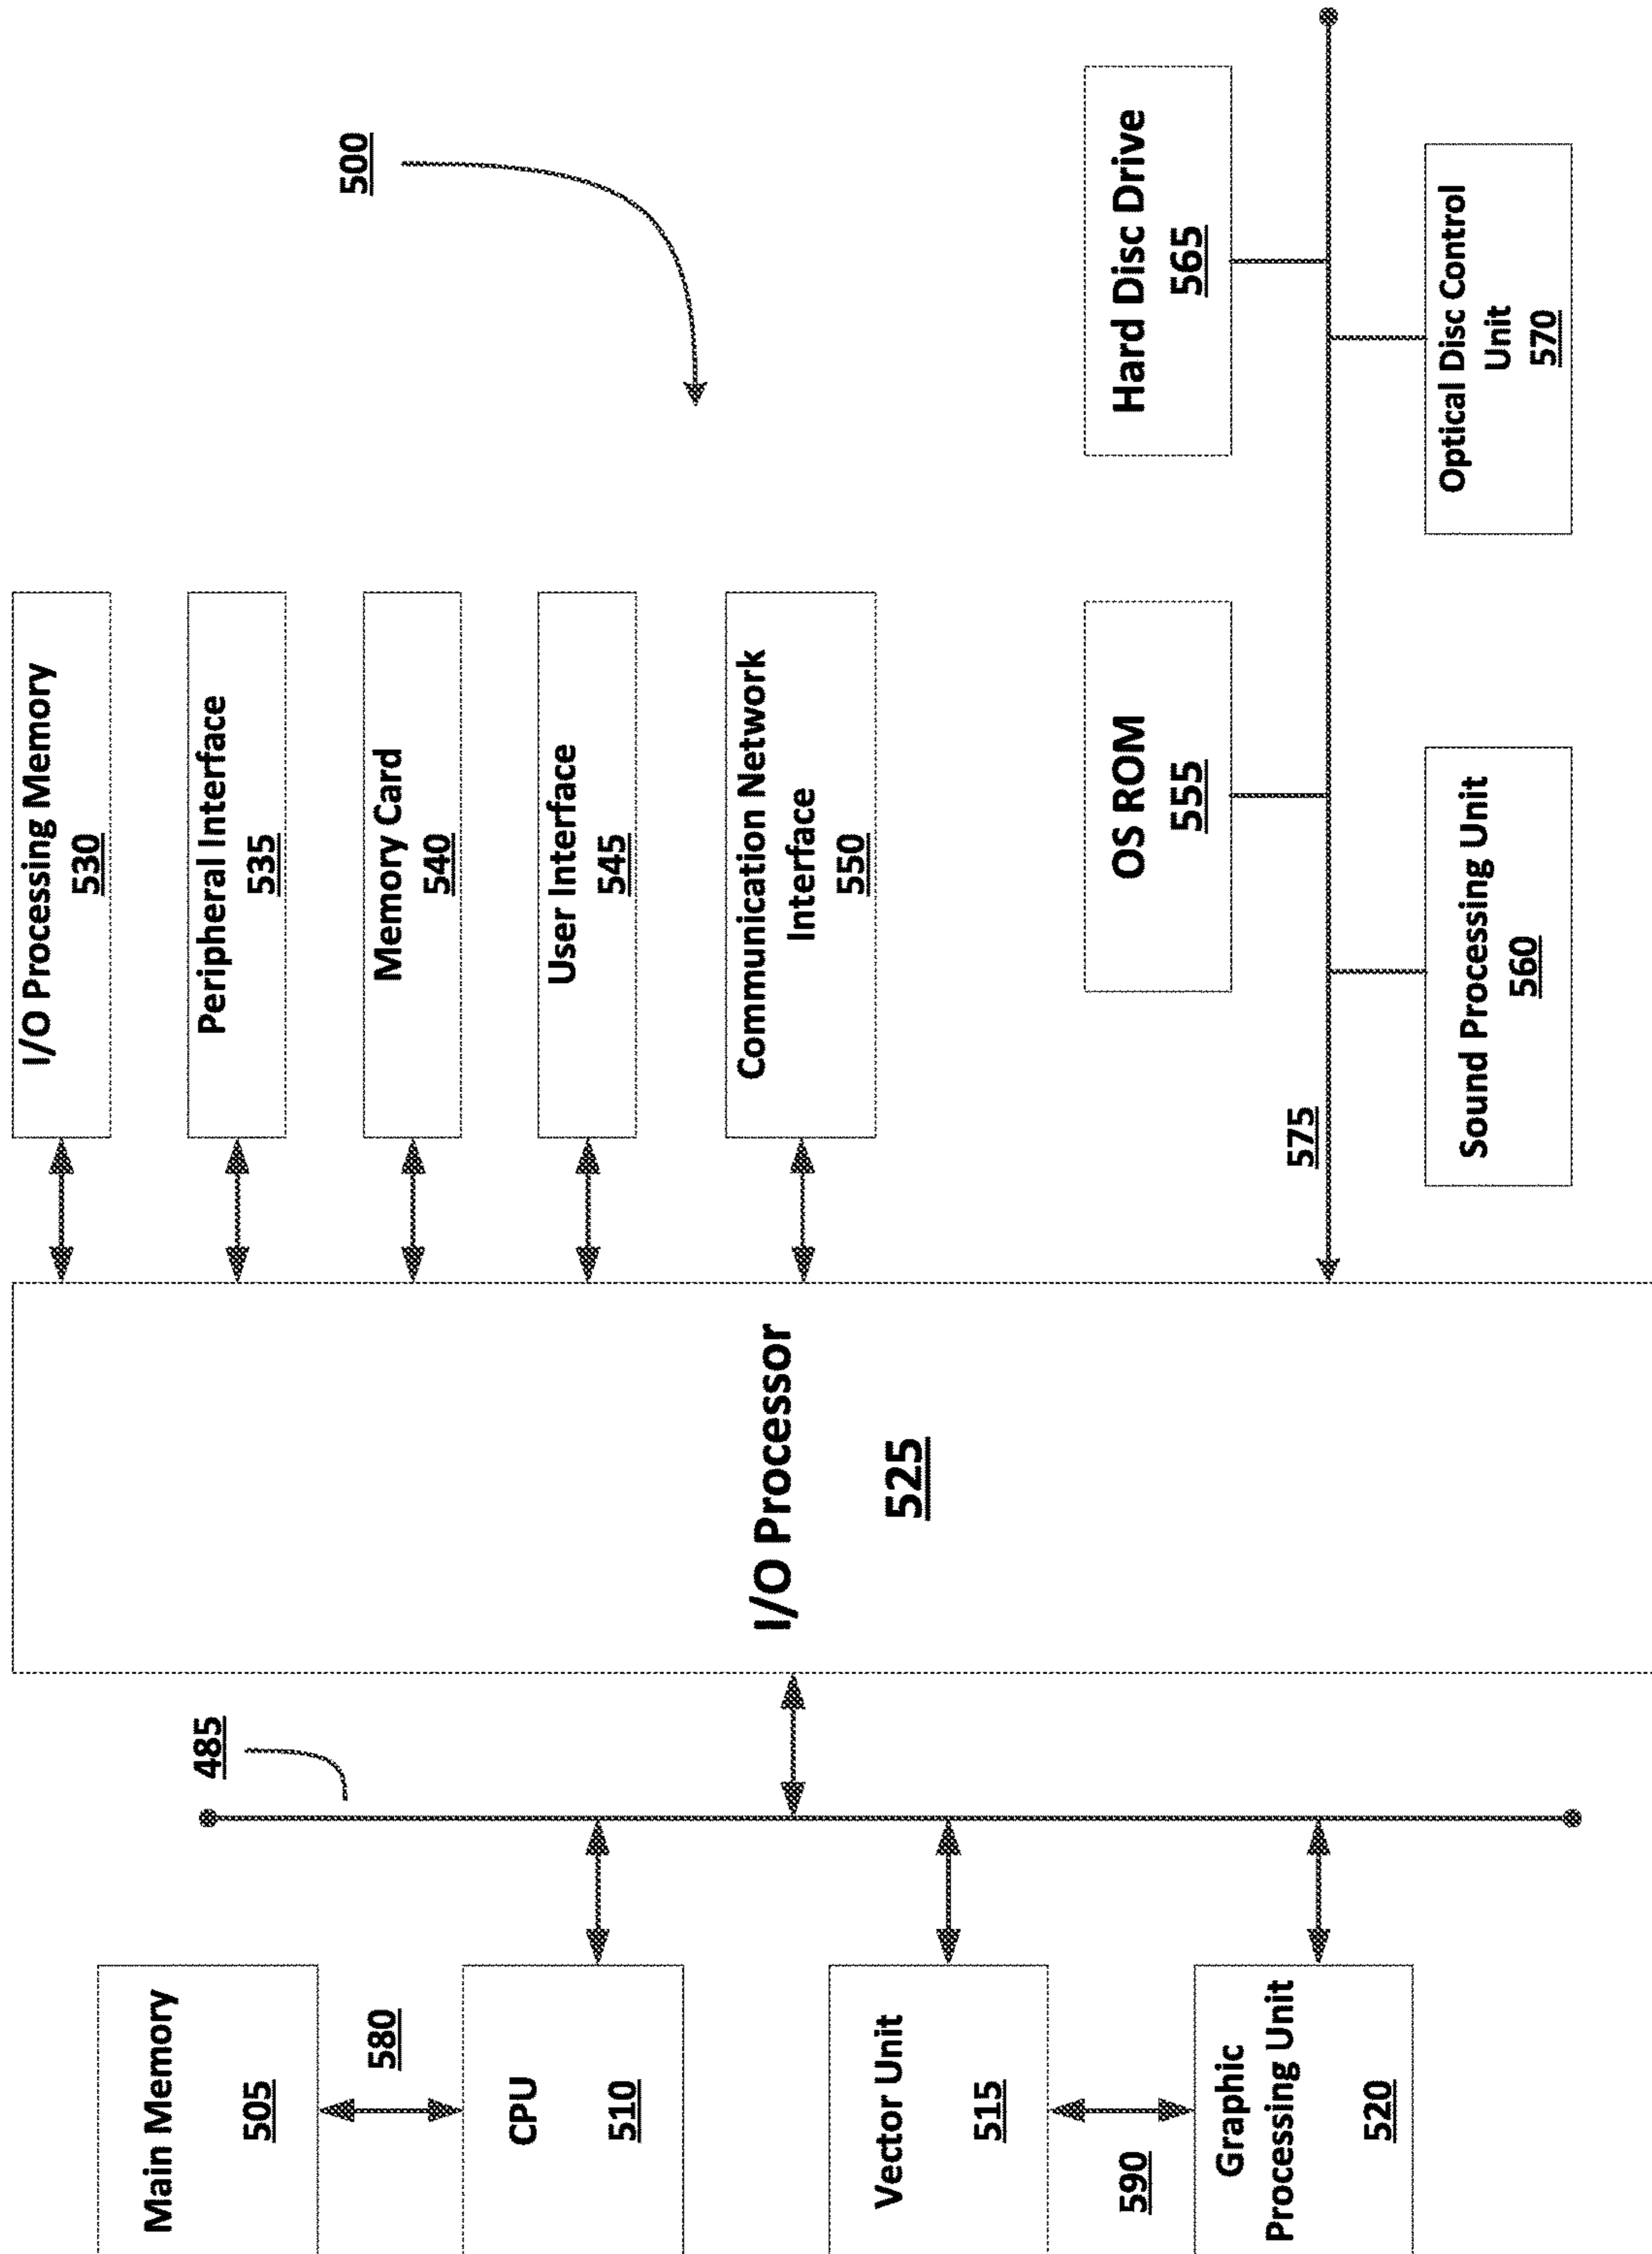 Main Memory
505
580
CPU
510
Vector Unit
515
590
Graphic
Processing Unit
520
485
I/O Processor
525
I/O Processing Memory
530
Peripheral Interface
535
Memory Card
540
User Interface
545
Communication Network
Interface
550
500
575
OS ROM
555
Sound Processing Unit
560
Hard Disc Drive
565
Optical Disc Control
Unit
570